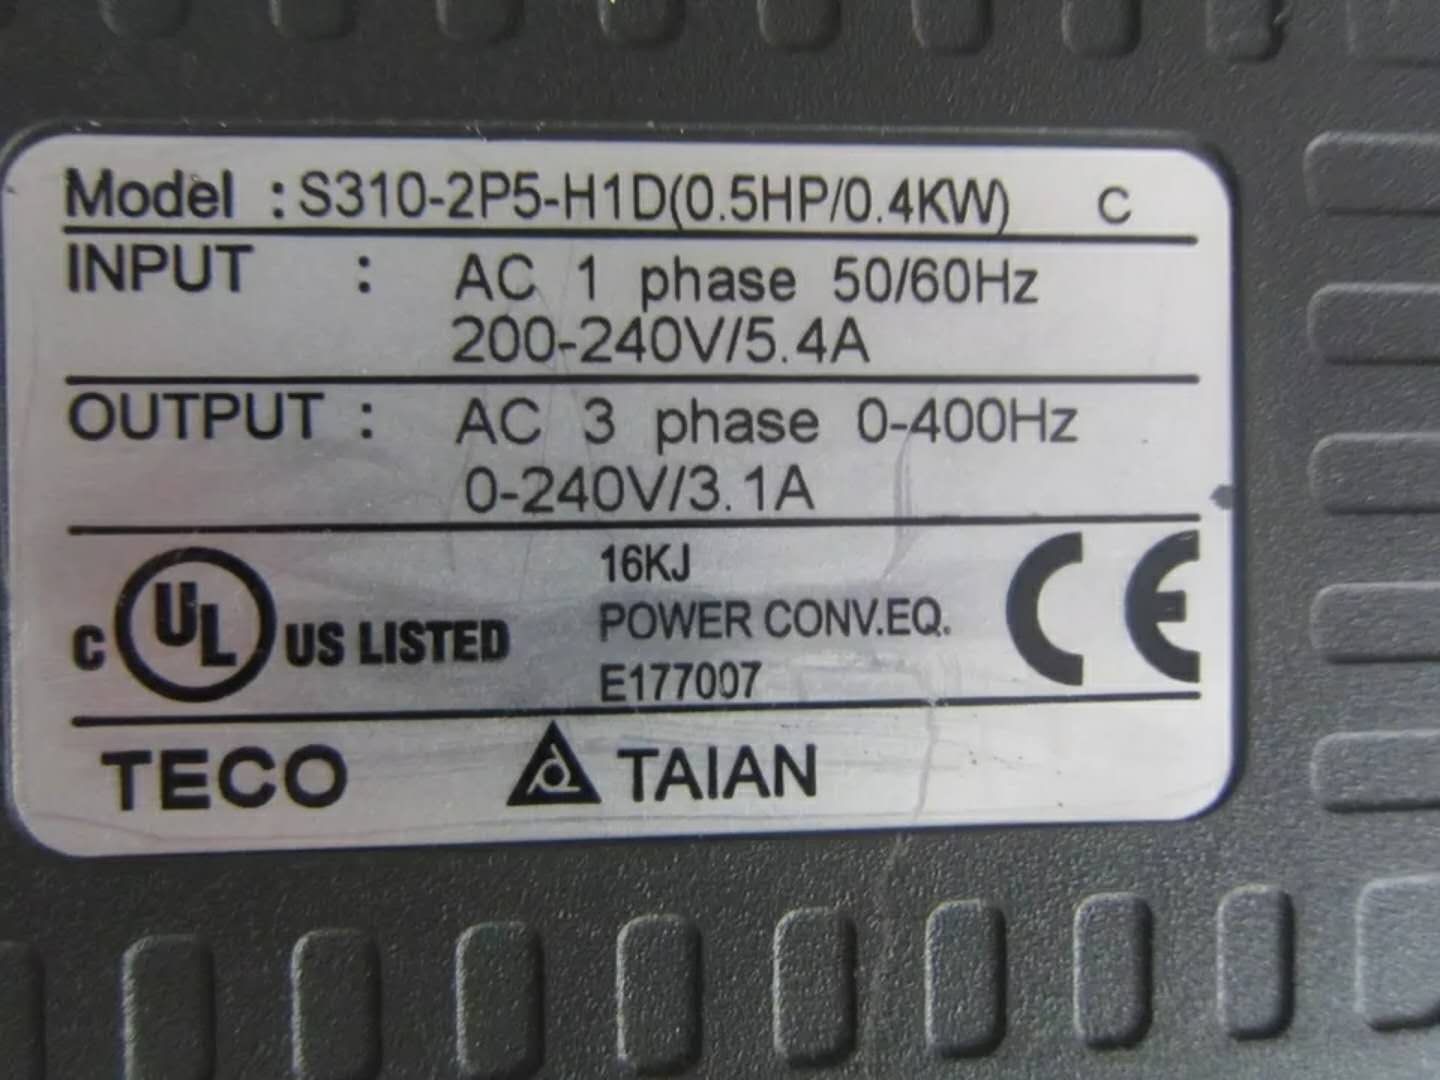 Model : S310-2P5-H1D(0.5HP/0.4KW) C
INPUT : AC 1 phase 50/60Hz
200-240V/5.4A
OUTPUT : AC 3 phase 0-400Hz
0-240V/3.1A
C UL US LISTED
16KJ
POWER CONV.EQ.
E177007
CE
TECO TAIAN